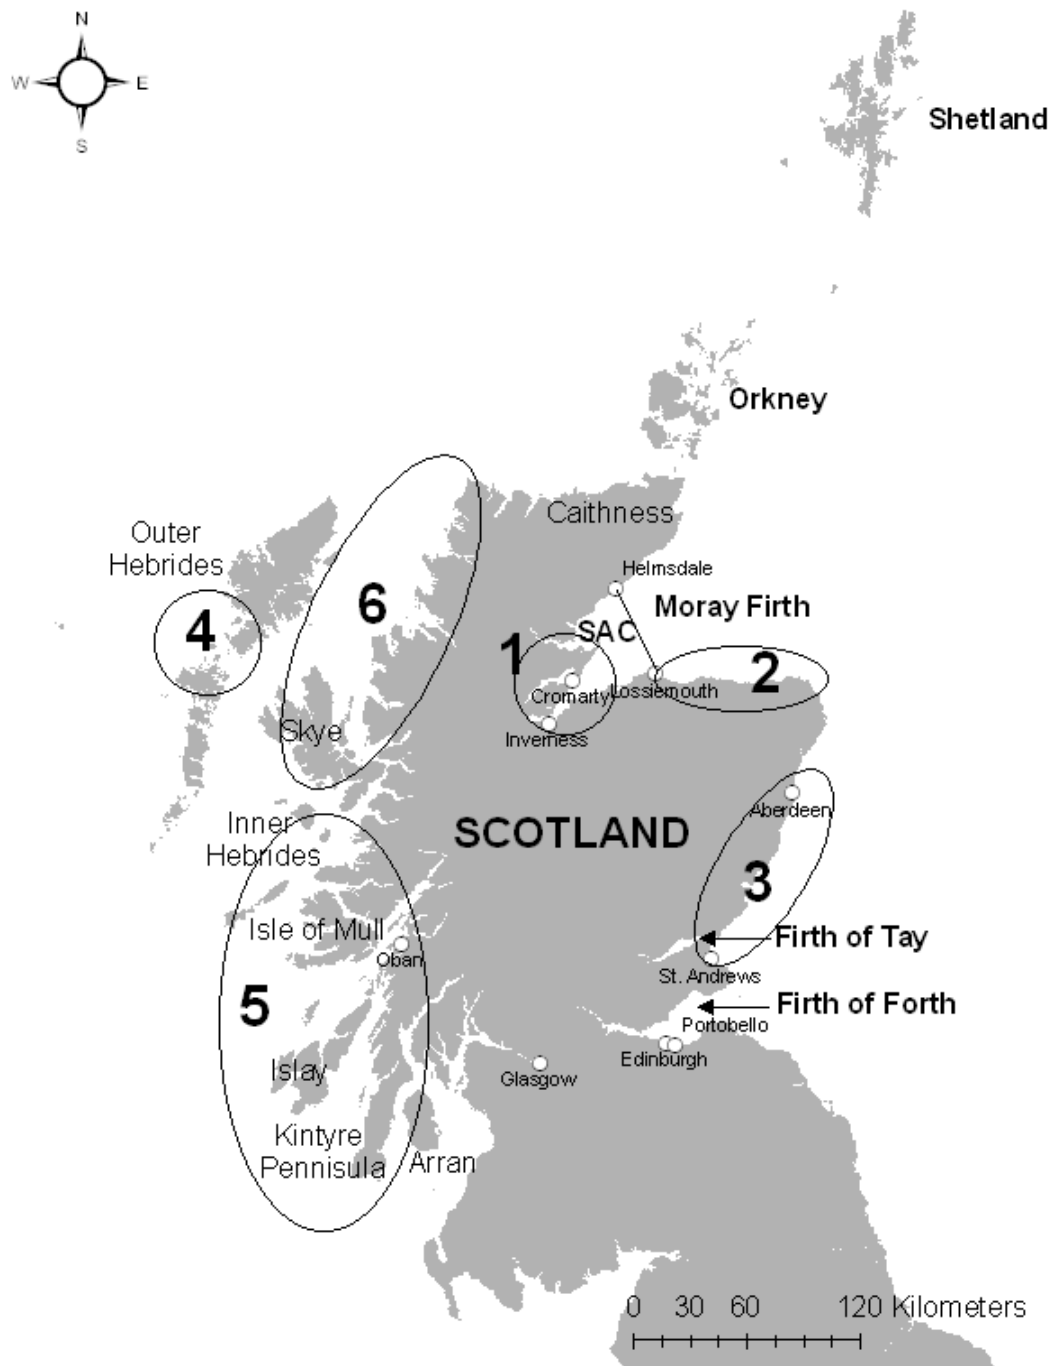 N
W E
S
Shetland
Orkney
Caithness
Outer
Hebrides
Helmsdale
6
Moray Firth
4
SAC
1
2
Cromarty
Lossiemouth
Skye
Inverness
Aberdeen
Inner
Hebrides
SCOTLAND
3
Isle of Mull
Firth of Tay
Oban
St. Andrews
5
Firth of Forth
Portobello
Edinburgh
Islay
Glasgow
Kintyre
Pennisula
Arran
0 30 60 120 Kilometers